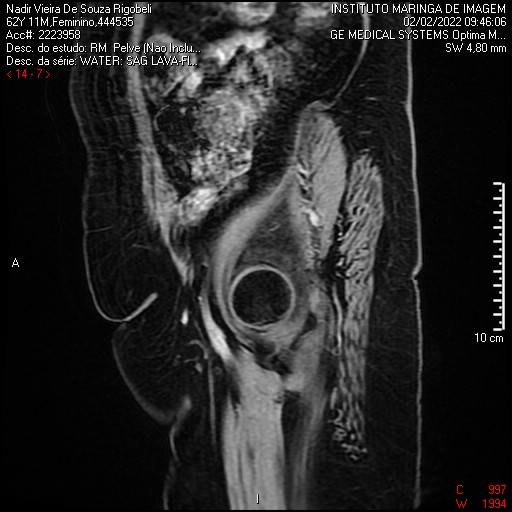 Nadir Vieira De Souza Rigobeli
62Y 11M,Feminino,444535
Acc#: 2223958
Desc. do estudo: RM Pelve (Nao Inclu...
Desc. da série: WATER: SAG LAVA-Fl...
< 14 - 7 >
INSTITUTO MARINGA DE IMAGEM
02/02/2022 09:46:06
GE MEDICAL SYSTEMS Optima M...
SW 4,80 mm
A
10 cm
I
C 997
W 1994